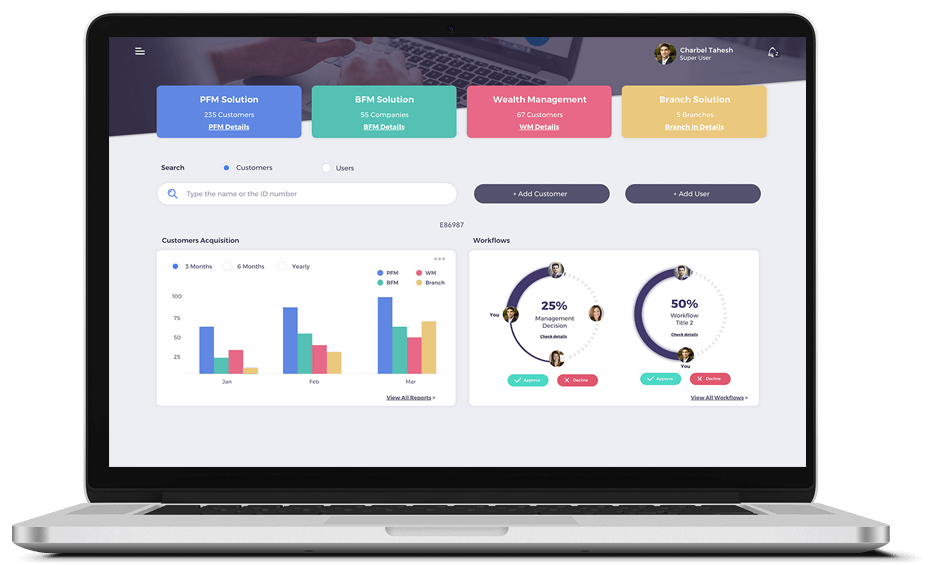 Charbel Tahesh
Super User
2
PFM Solution
235 Customers
PFM Details
BFM Solution
55 Companies
BFM Details
Wealth Management
67 Customers
WM Details
Branch Solution
5 Branches
Branch in Details
Search
Customers
Users
Type the name or the ID number
+ Add Customer
+ Add User
E86987
Customers Acquisition
3 Months
6 Months
Yearly
PFM
WM
BFM
Branch
100
75
50
25
Jan
Feb
Mar
View All Reports >
Workflows
You
25%
Management
Decision
Check details
Approve
Decline
50%
Workflow
Title 2
Check details
You
Approve
Decline
View All Workflows >